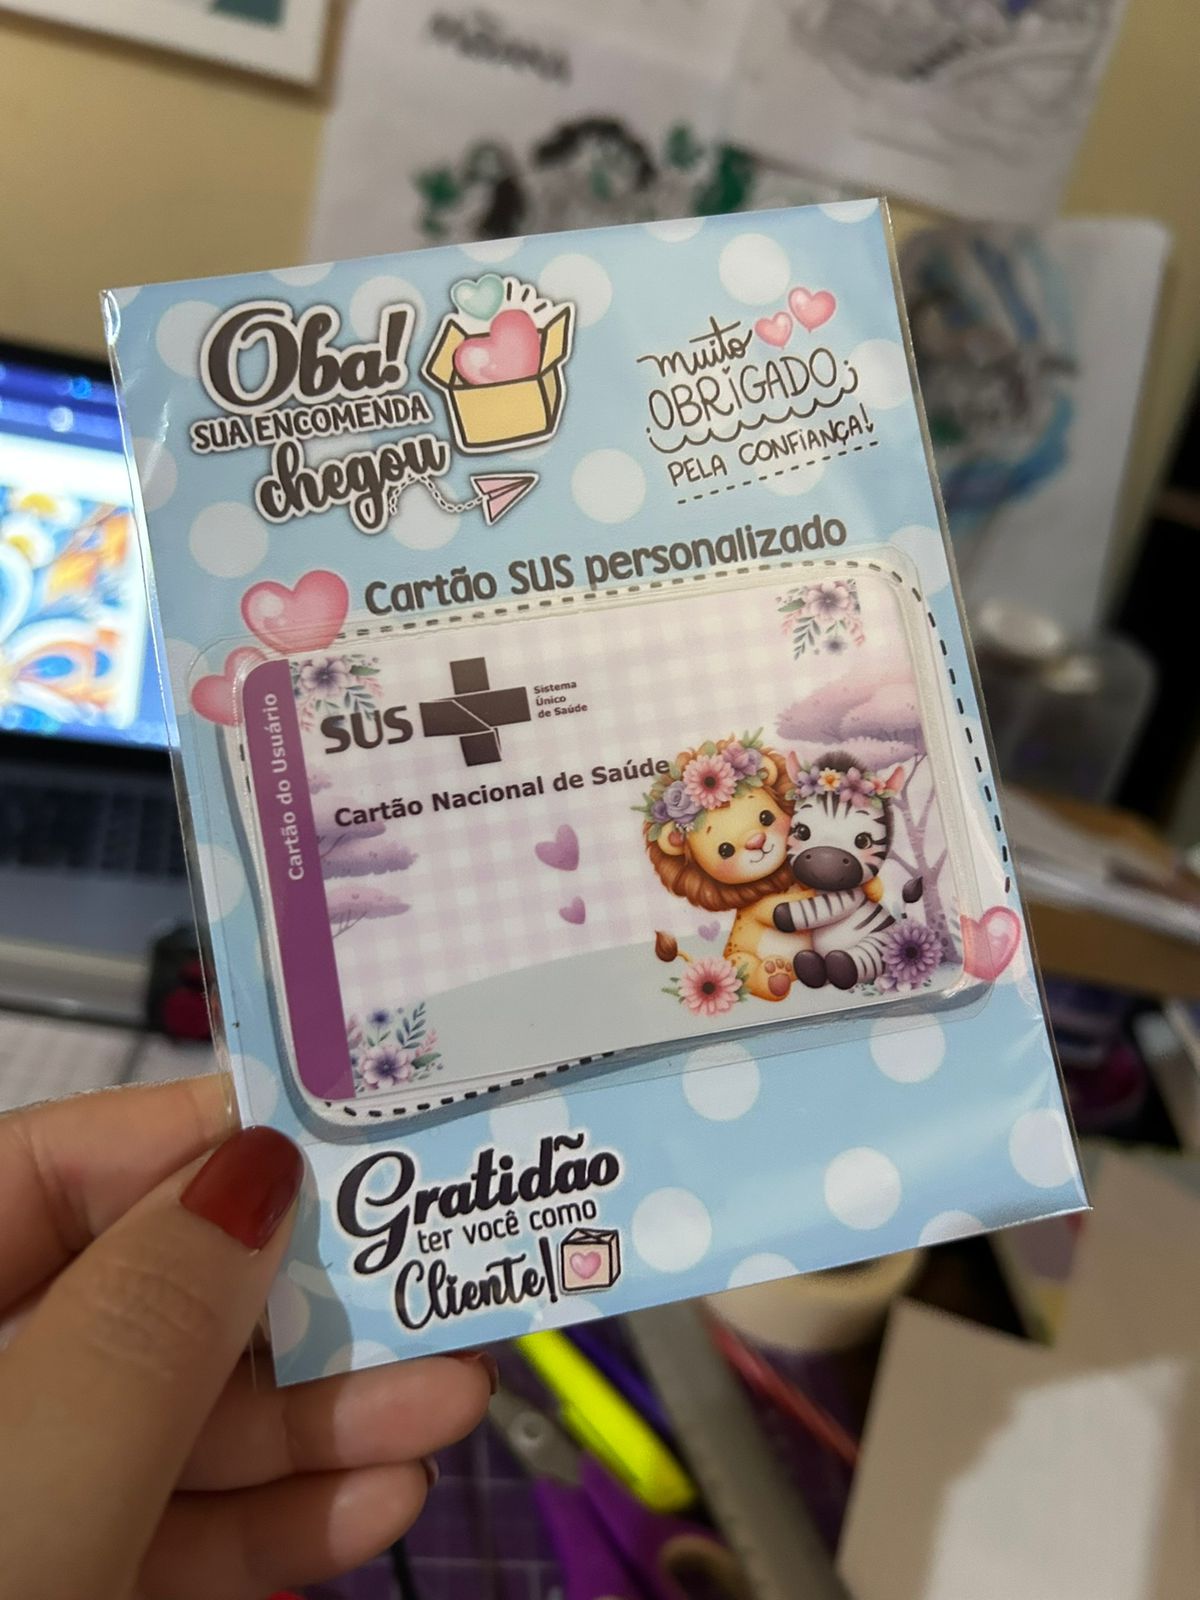 Oba!
SUA ENCOMENDA
chegou
muito
OBRIGADO
PELA CONFIANÇA!
Cartão SUS personalizado
Cartão do Usuário
SUS
Sistema
Único
de Saúde
Cartão Nacional de Saúde
Gratidão
ter você como
Cliente!